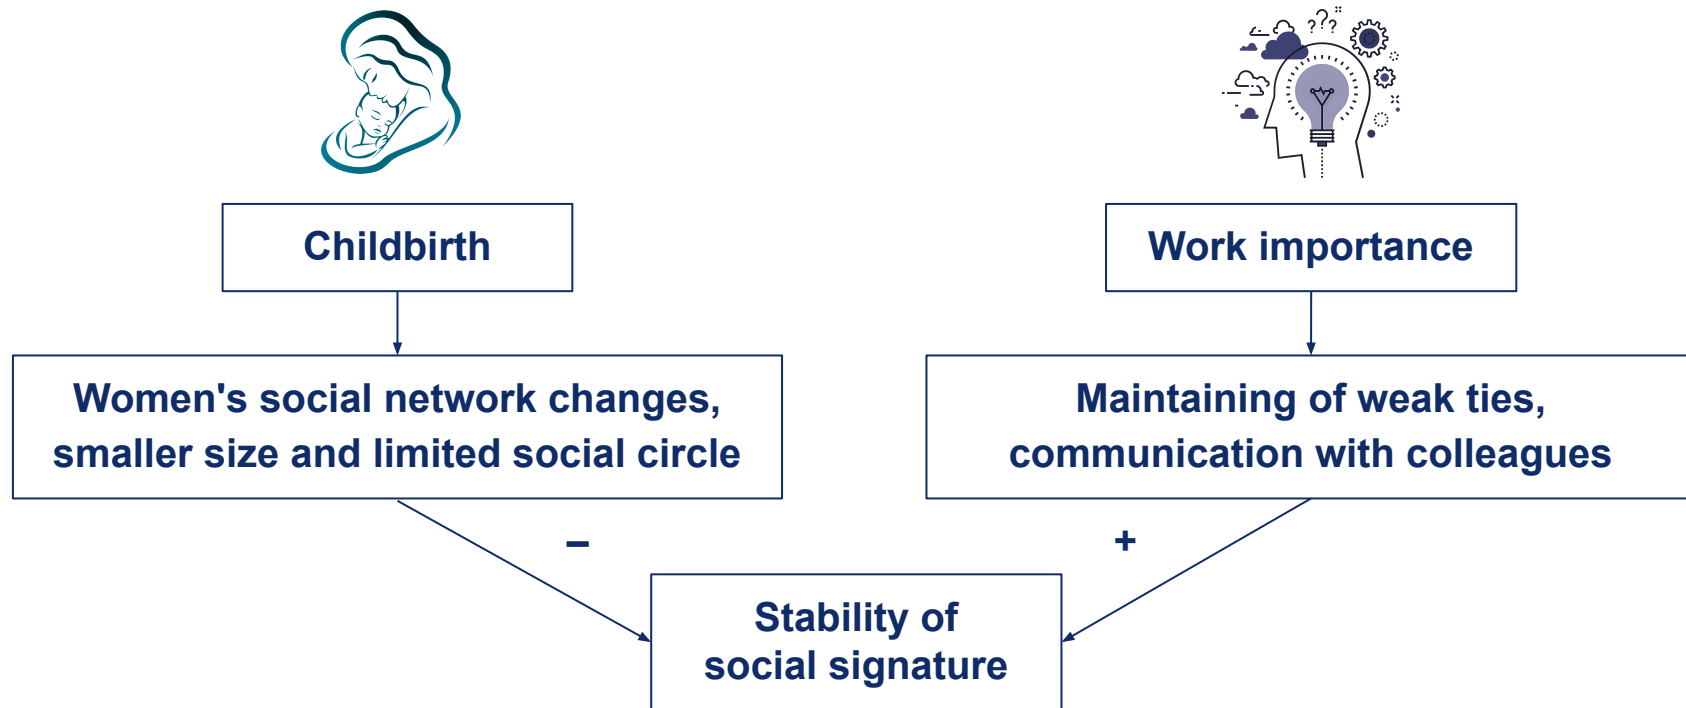 ? ? ?
Childbirth
Work importance
Women's social network changes,
smaller size and limited social circle
Maintaining of weak ties,
communication with colleagues
–
+
Stability of
social signature